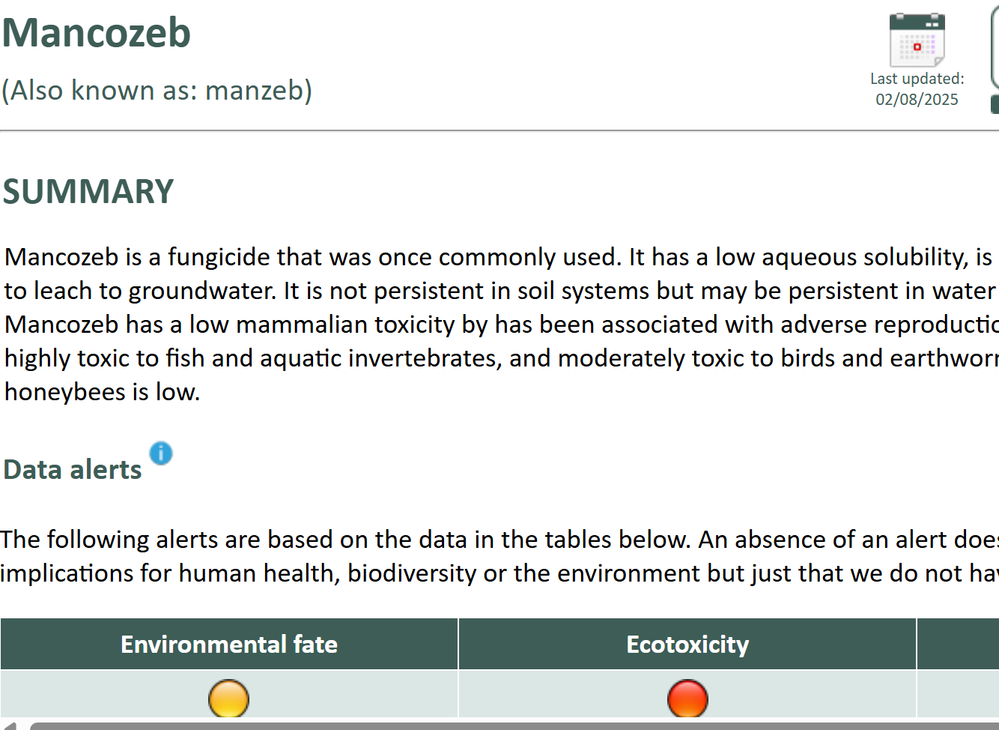 Mancozeb
(Also known as: manzeb)
Last updated:
02/08/2025
SUMMARY
Mancozeb is a fungicide that was once commonly used. It has a low aqueous solubility, is
to leach to groundwater. It is not persistent in soil systems but may be persistent in water
Mancozeb has a low mammalian toxicity by has been associated with adverse
highly toxic to fish and aquatic invertebrates, and moderately toxic to birds and
honeybees is low.
Data alerts
The following alerts are based on the data in the tables below. An absence of an alert
implications for human health, biodiversity or the environment but just that we do not
Environmental fate
Ecotoxicity